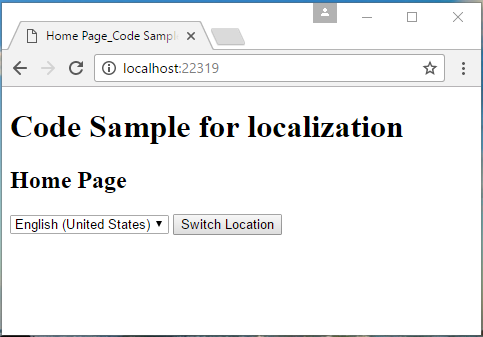 Home Page_Code Sampl
localhost:22319
Code Sample for localization
Home Page
English (United States) Switch Location